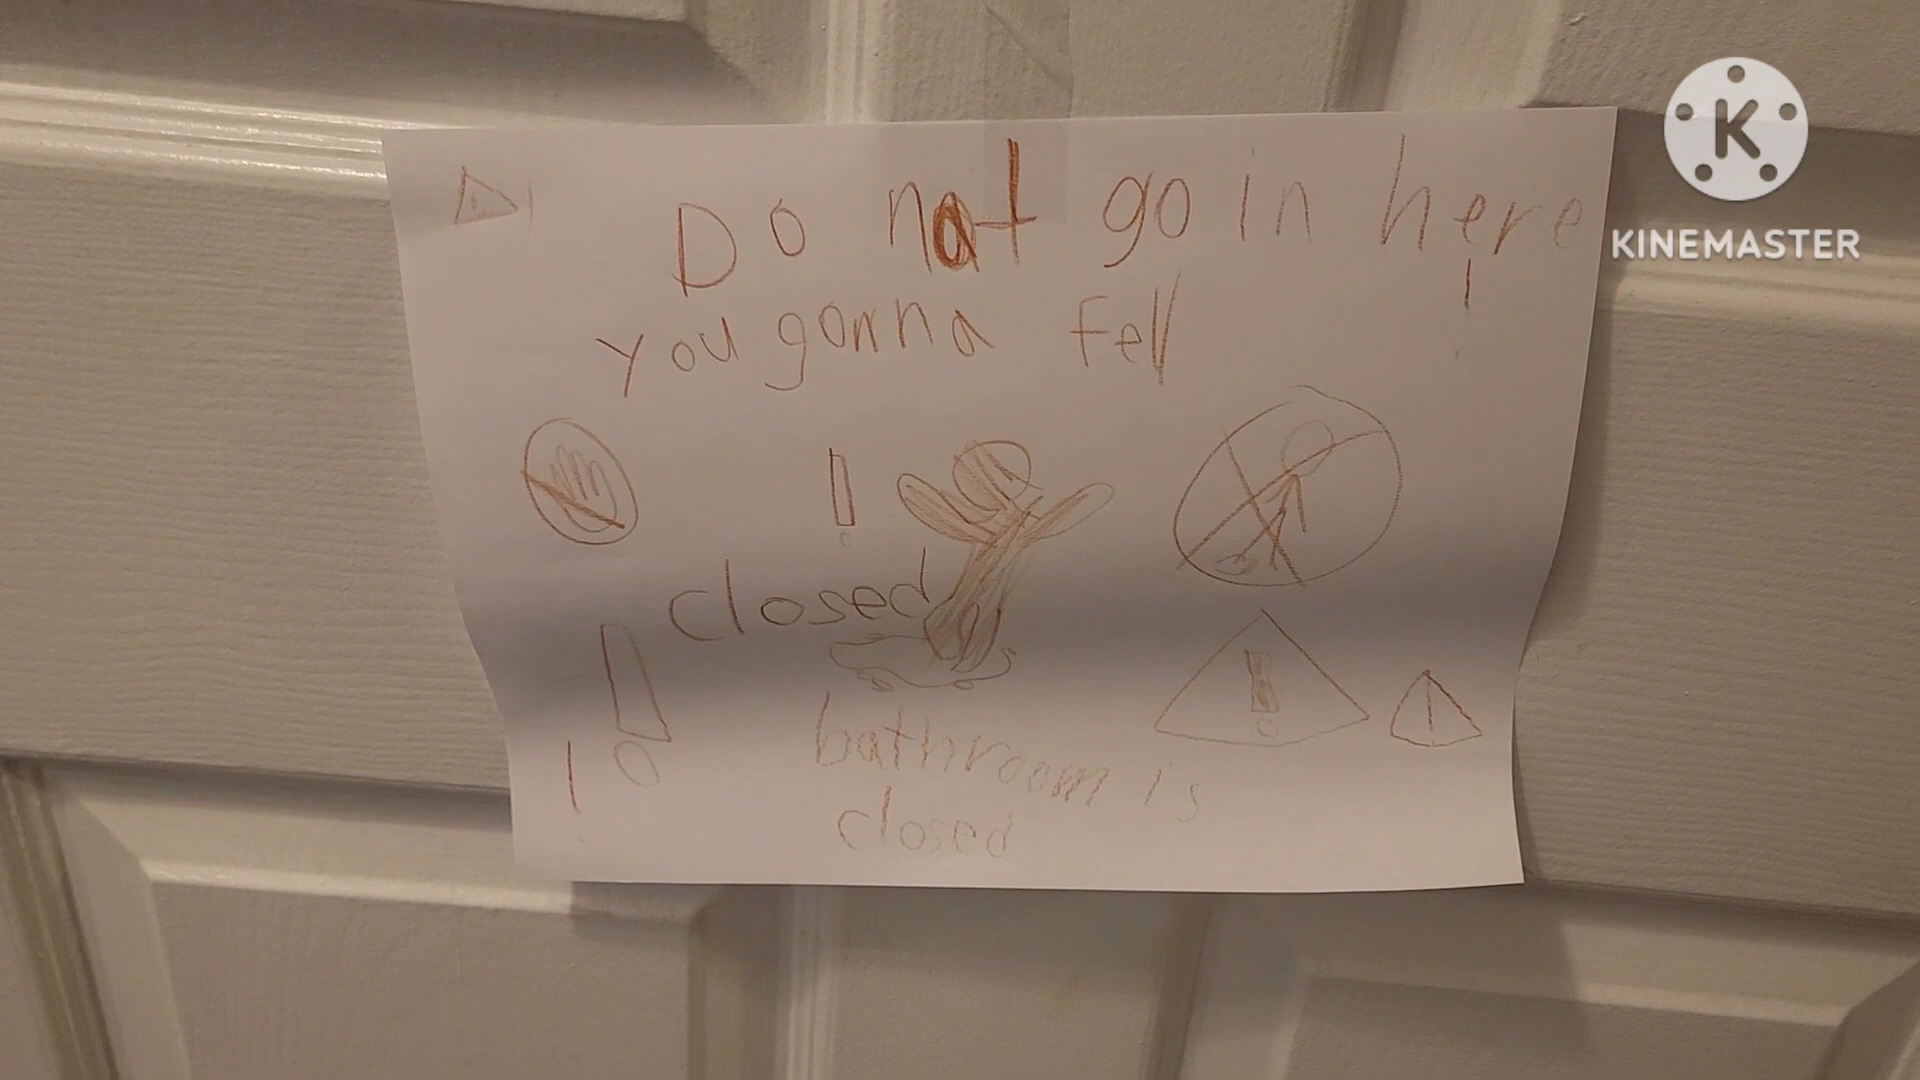 Do not go in here!
you gonna fell
!
closed
!
!
bathroom is
closed
K
KINEMASTER